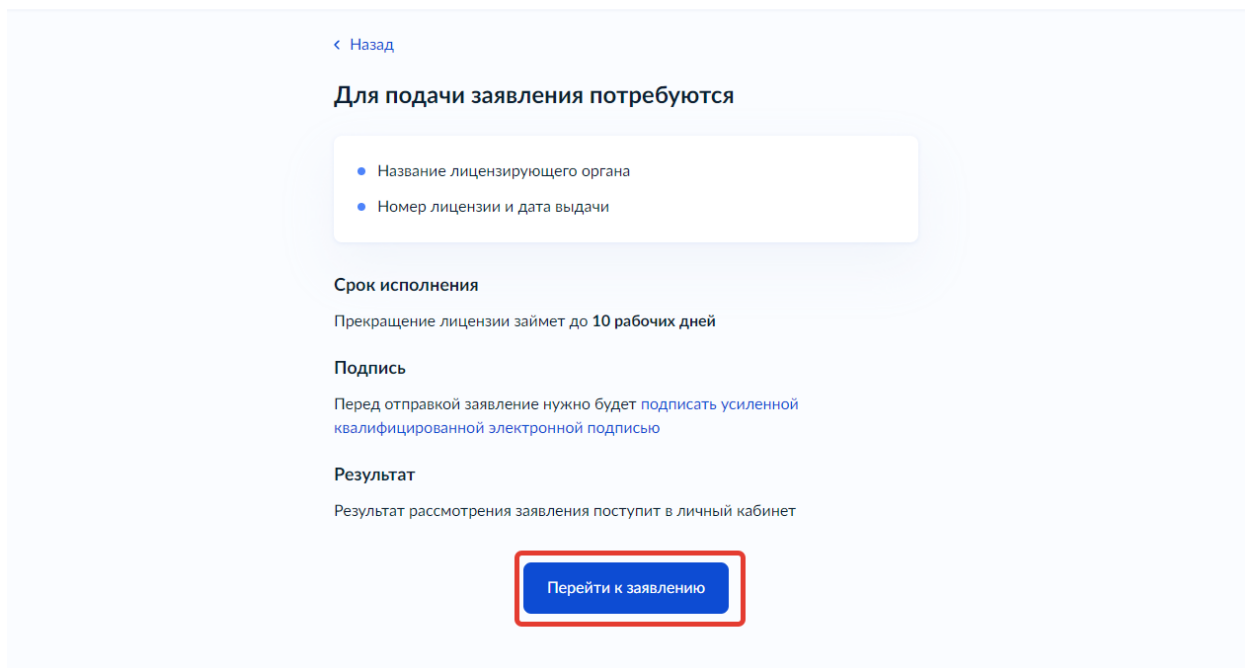 Назад
Для подачи заявления потребуются
Название лицензирующего органа
Номер лицензии и дата выдачи
Срок исполнения
Прекращение лицензии займет до 10 рабочих дней
Подпись
Перед отправкой заявление нужно будет подписать усиленной
квалифицированной электронной подписью
Результат
Результат рассмотрения заявления поступит в личный кабинет
Перейти к заявлению